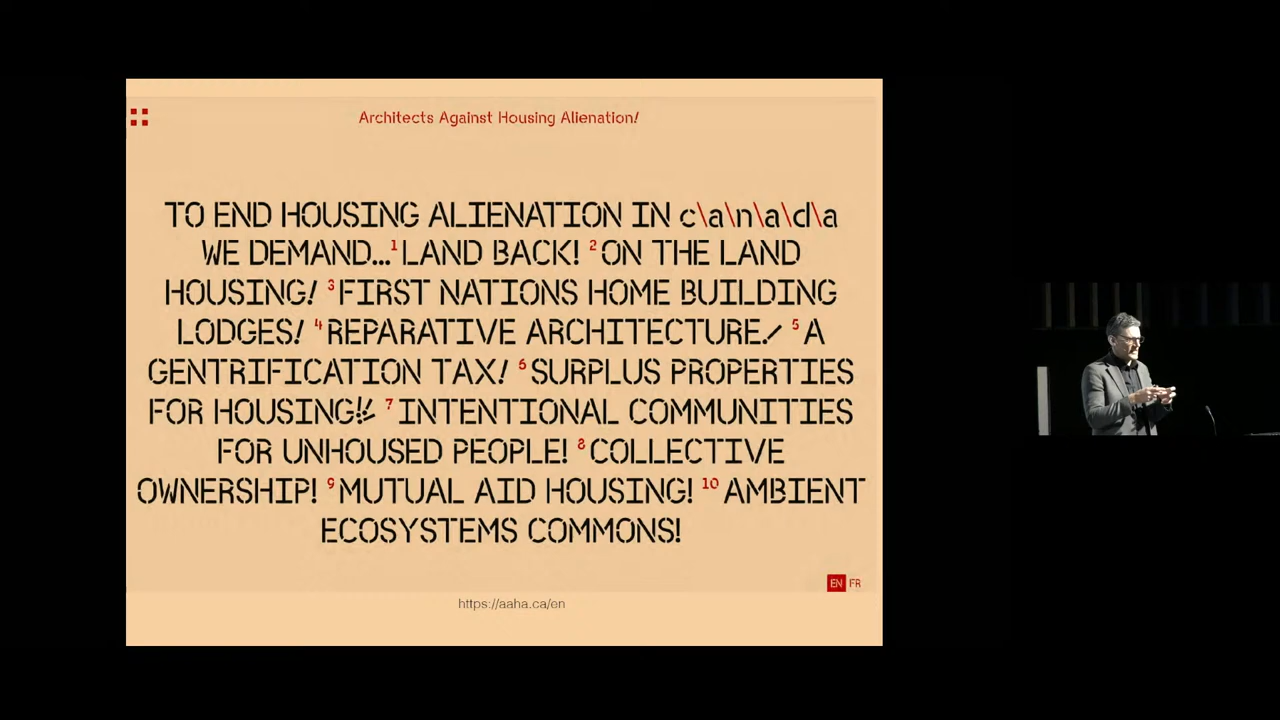 Architects Against Housing Alienation!
TO END HOUSING ALIENATION IN c\a\n\a\d\a
WE DEMAND...¹ LAND BACK! ² ON THE LAND
HOUSING! ³ FIRST NATIONS HOME BUILDING
LODGES! ⁴ REPARATIVE ARCHITECTURE! ⁵ A
GENTRIFICATION TAX! ⁶ SURPLUS PROPERTIES
FOR HOUSING!! ⁷ INTENTIONAL COMMUNITIES
FOR UNHOUSED PEOPLE! ⁸ COLLECTIVE
OWNERSHIP! ⁹ MUTUAL AID HOUSING! ¹⁰ AMBIENT
ECOSYSTEMS COMMONS!
EN FR
https://aaha.ca/en